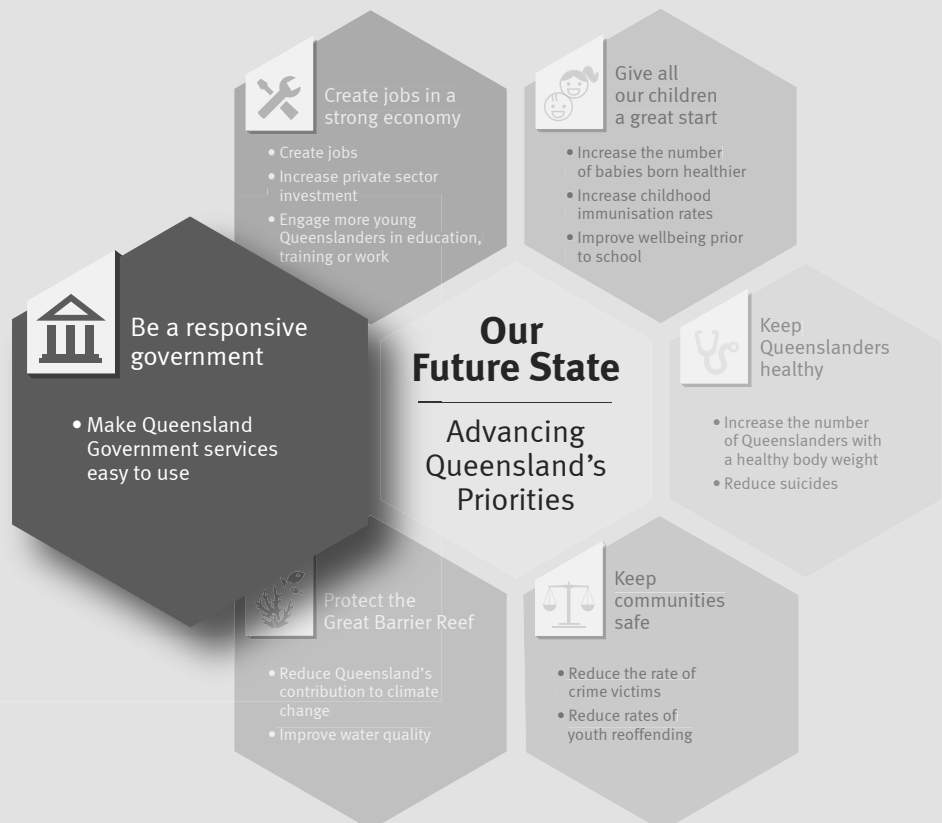 Create jobs in a
strong economy
• Create jobs
• Increase private sector
investment
• Engage more young
Queenslanders in education,
training or work
Give all
our children
a great start
• Increase the number
of babies born healthier
• Increase childhood
immunisation rates
• Improve wellbeing prior
to school
Be a responsive
government
• Make Queensland
Government services
easy to use
Our
Future State
Advancing
Queensland's
Priorities
Keep
Queenslanders
healthy
• Increase the number
of Queenslanders with
a healthy body weight
• Reduce suicides
Protect the
Great Barrier Reef
• Reduce Queensland's
contribution to climate
change
• Improve water quality
Keep
communities
safe
• Reduce the rate of
crime victims
• Reduce rates of
youth reoffending